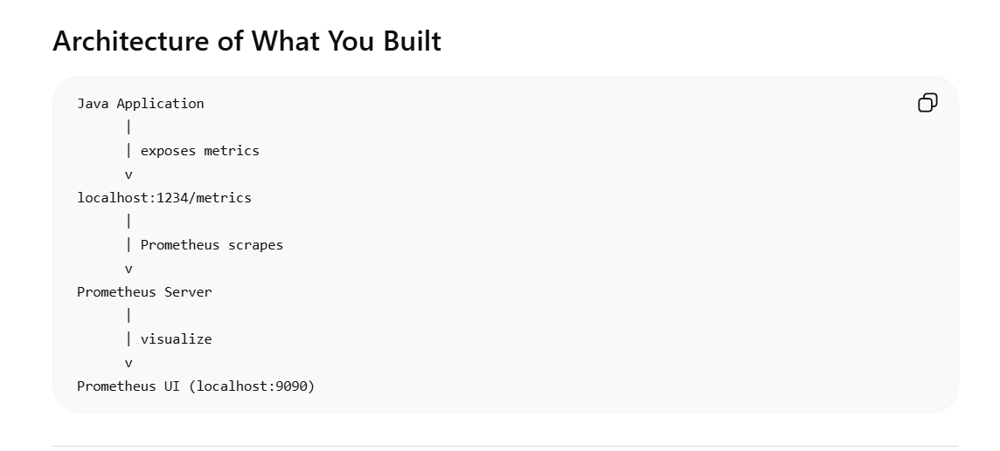 Architecture of What You Built
Java Application
|
| exposes metrics
v
localhost:1234/metrics
|
| Prometheus scrapes
v
Prometheus Server
|
| visualize
v
Prometheus UI (localhost:9090)